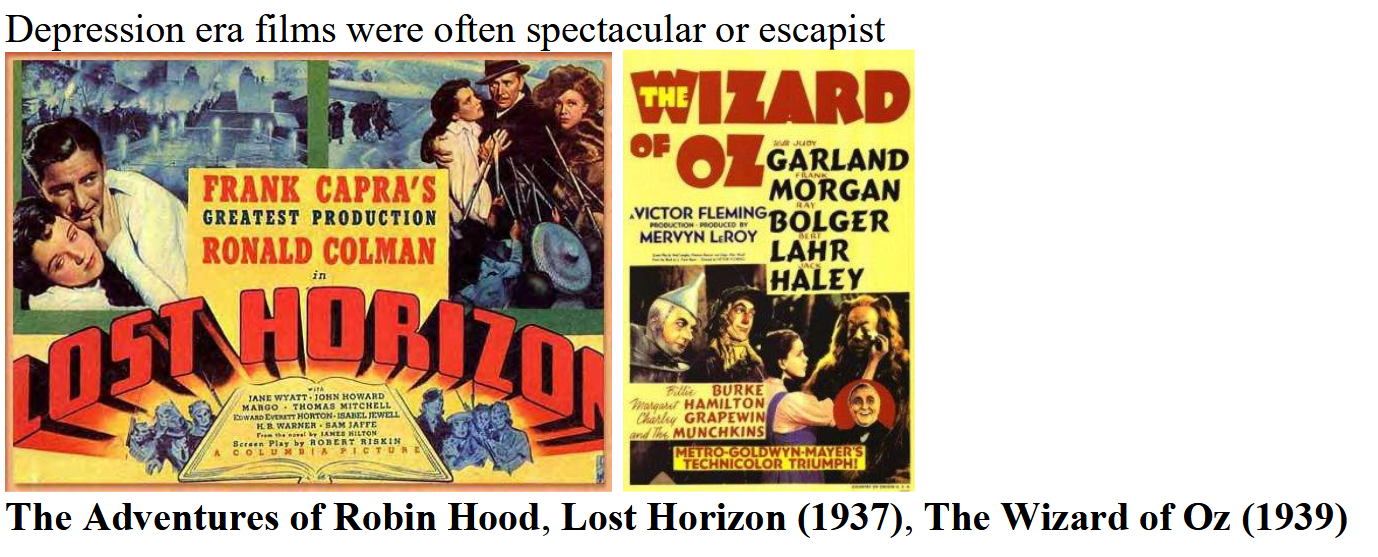 Depression era films were often spectacular or escapist
FRANK CAPRA'S
GREATEST PRODUCTION
RONALD COLMAN
in
LOST HORIZON
with
JANE WYATT · JOHN HOWARD
MARGO · THOMAS MITCHELL
EDWARD EVERETT HORTON · ISABEL JEWELL
H. B. WARNER · SAM JAFFE
From the novel by JAMES HILTON
Screen Play by ROBERT RISKIN
A COLUMBIA PICTURE
THE WIZARD
OF OZ
JUDY
GARLAND
FRANK
MORGAN
RAY
BOLGER
BERT
LAHR
JACK
HALEY
A VICTOR FLEMING
PRODUCTION · PRODUCED BY
MERVYN LeROY
Billie BURKE
Margaret HAMILTON
Charley GRAPEWIN
and The MUNCHKINS
METRO-GOLDWYN-MAYER'S
TECHNICOLOR TRIUMPH!
The Adventures of Robin Hood, Lost Horizon (1937), The Wizard of Oz (1939)